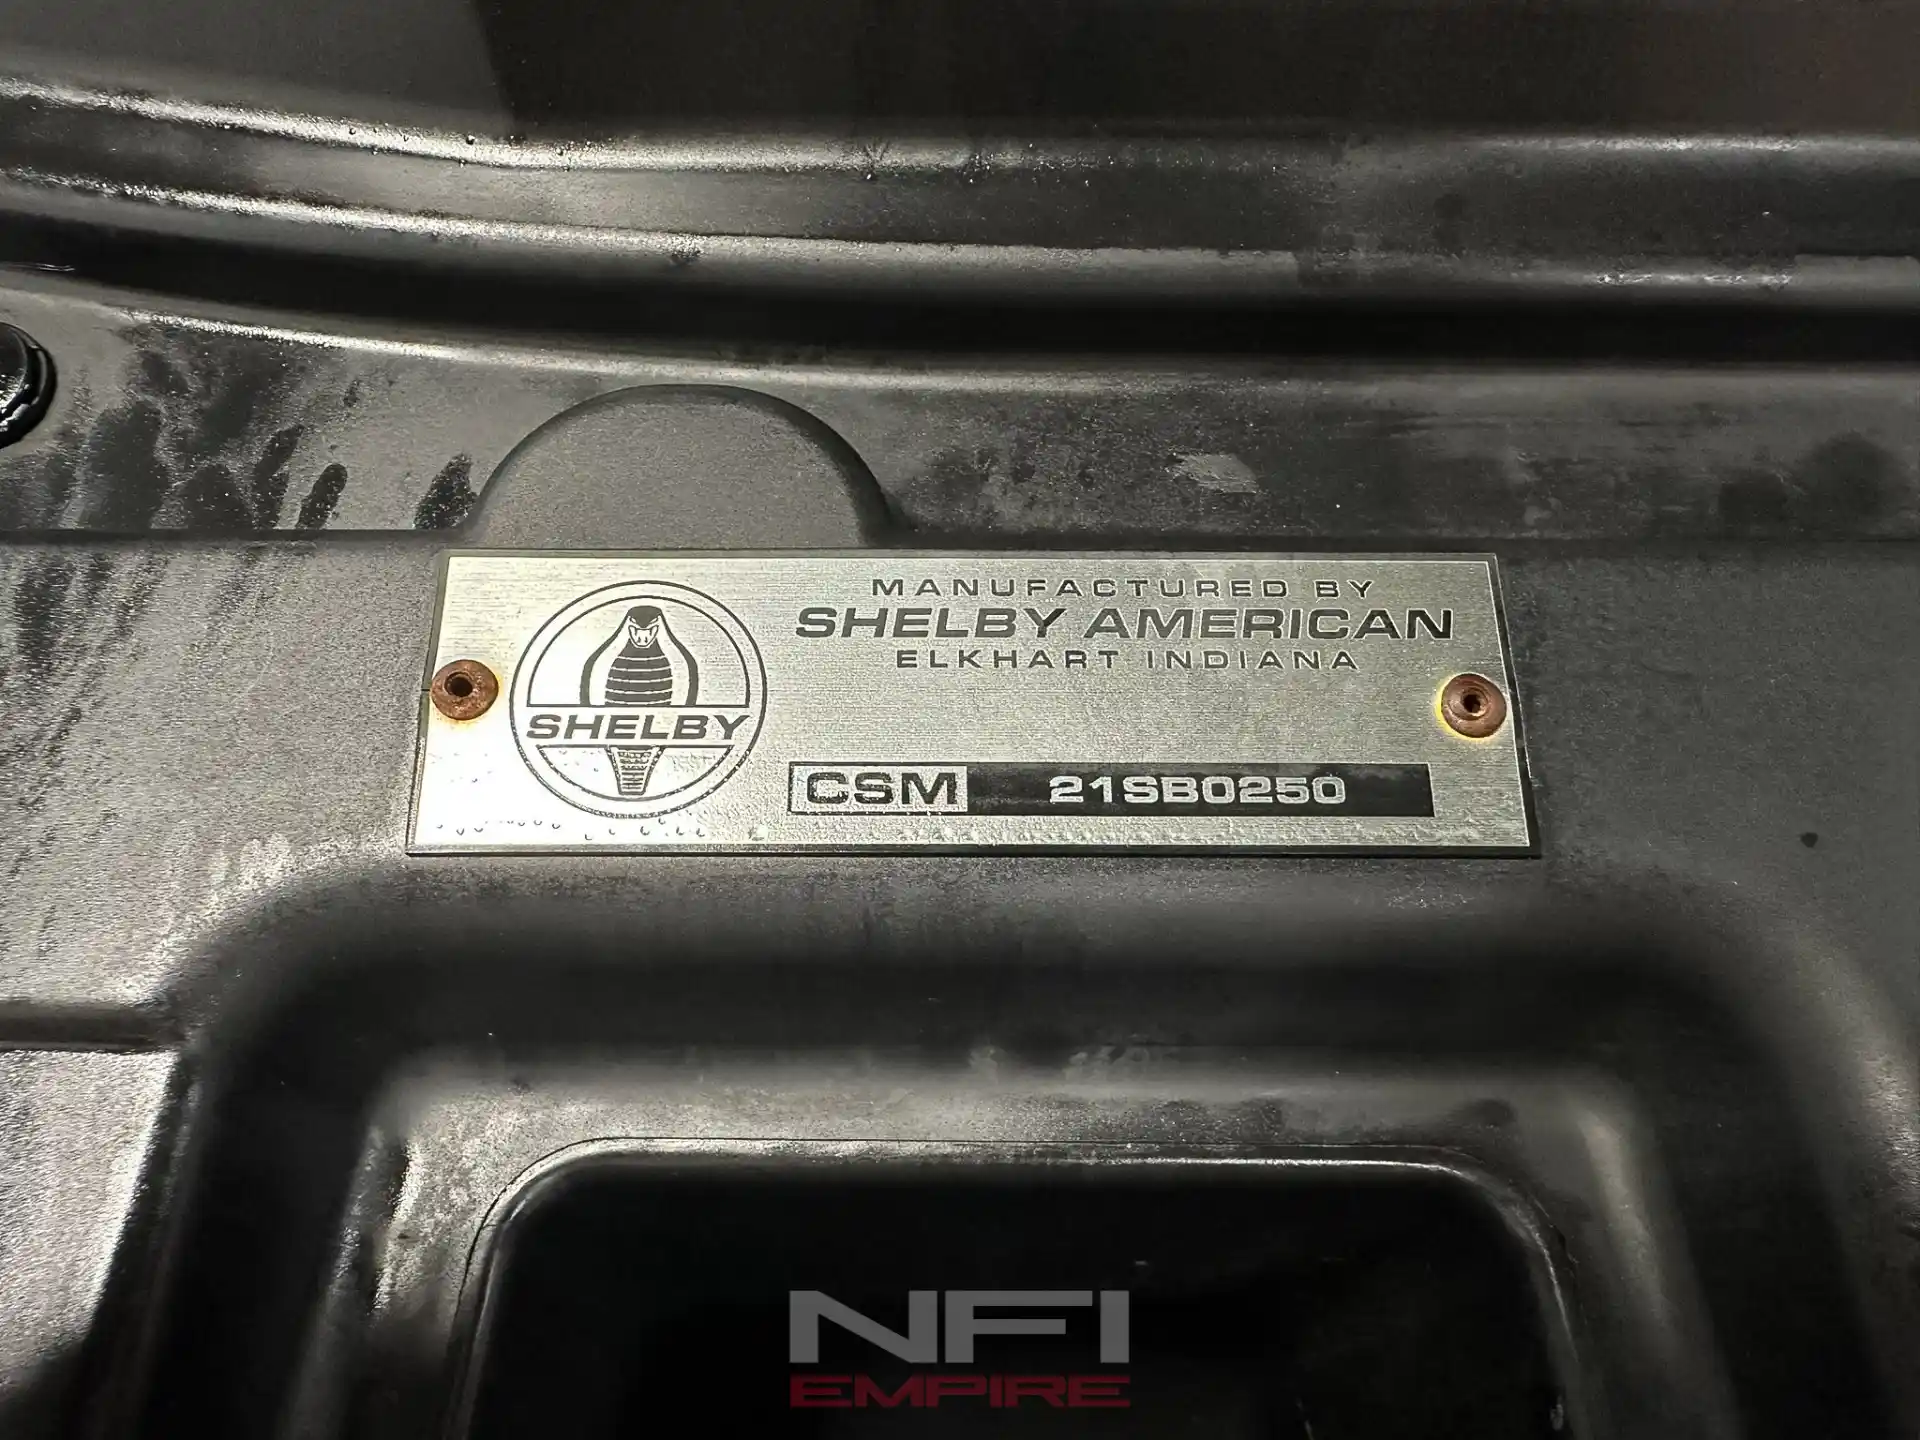 MANUFACTURED BY
SHELBY AMERICAN
ELKHART INDIANA
SHELBY
CSM 21SB0250
NFI
EMPIRE